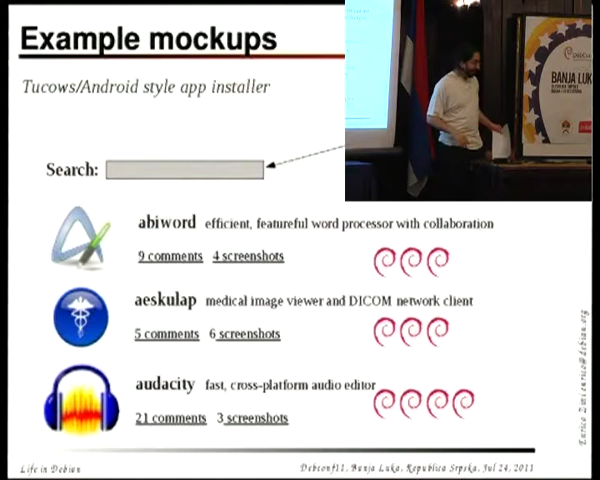 Example mockups
Tucows/Android style app installer
Search:
abiword efficient, featureful word processor with collaboration
9 comments 4 screenshots
aeskulap medical image viewer and DICOM network client
5 comments 6 screenshots
audacity fast, cross-platform audio editor
21 comments 3 screenshots
Life in Debian
Debconf11, Banja Luka, Republica Srpska, Jul 24, 2011
BANJA LUK